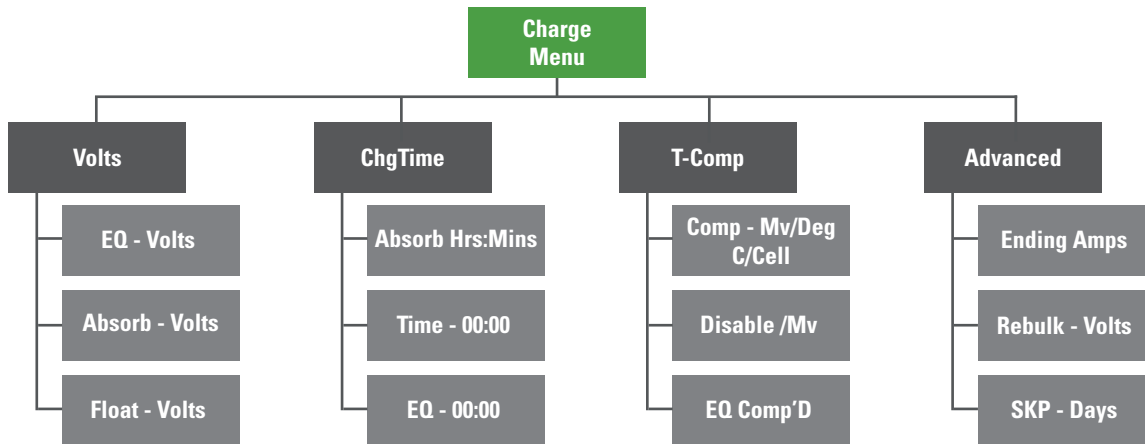 Charge
Menu
Volts
EQ - Volts
Absorb - Volts
Float - Volts
ChgTime
Absorb Hrs:Mins
Time - 00:00
EQ - 00:00
T-Comp
Comp - Mv/Deg
C/Cell
Disable /Mv
EQ Comp’D
Advanced
Ending Amps
Rebulk - Volts
SKP - Days